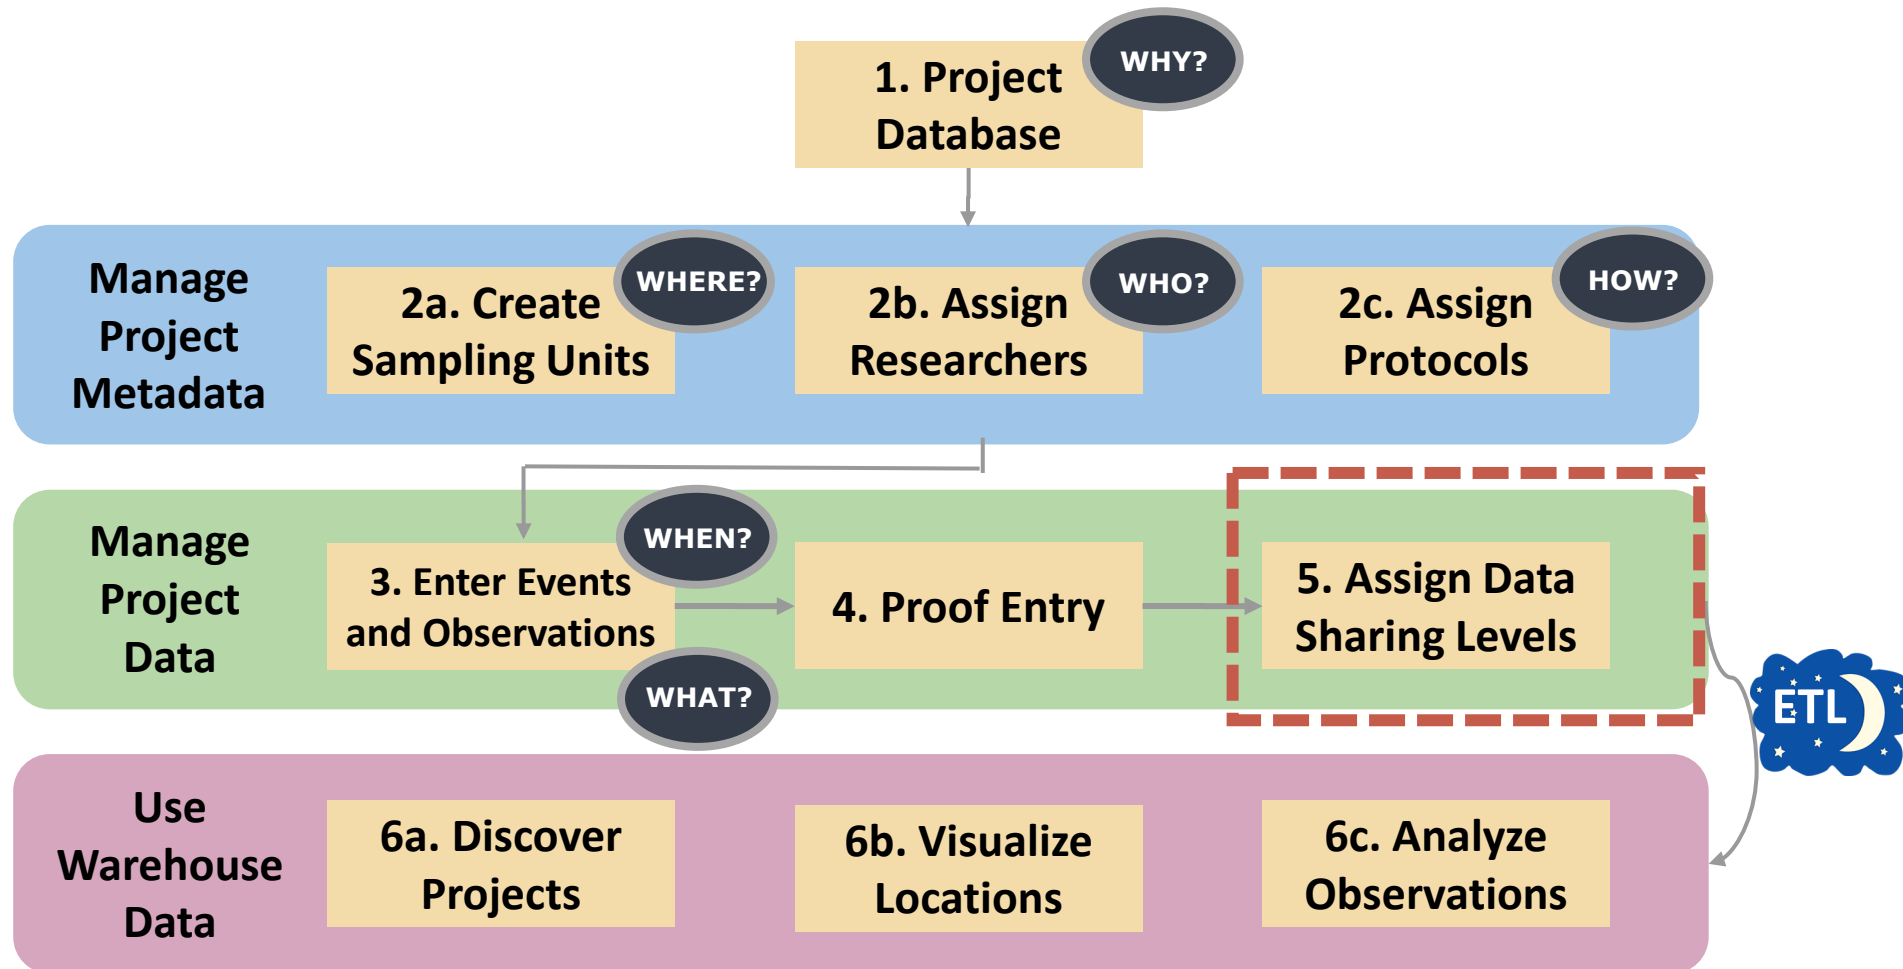 1. Project
Database
WHY?
Manage
Project
Metadata
2a. Create
Sampling Units
WHERE?
2b. Assign
Researchers
WHO?
2c. Assign
Protocols
HOW?
Manage
Project
Data
3. Enter Events
and Observations
WHEN?
WHAT?
4. Proof Entry
5. Assign Data
Sharing Levels
ETL
Use
Warehouse
Data
6a. Discover
Projects
6b. Visualize
Locations
6c. Analyze
Observations